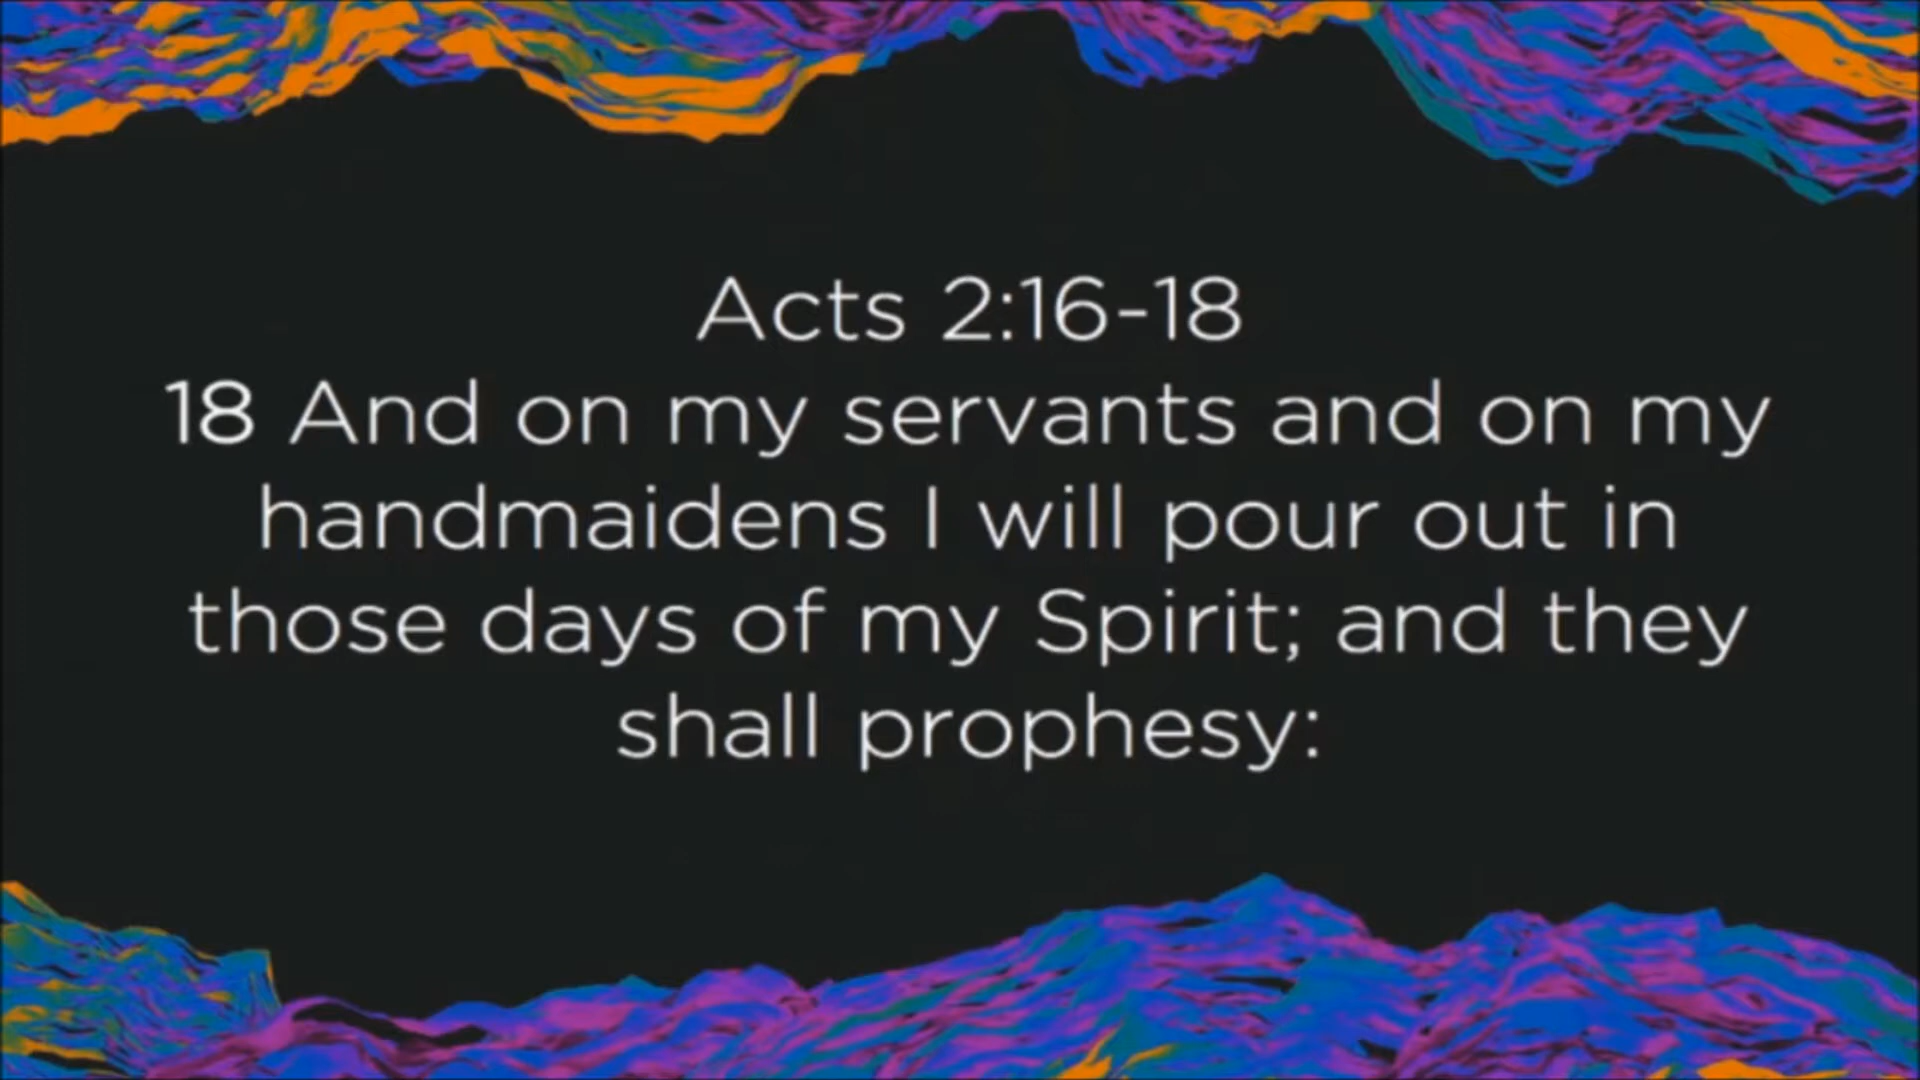 Acts 2:16-18
18 And on my servants and on my
handmaidens I will pour out in
those days of my Spirit; and they
shall prophesy: